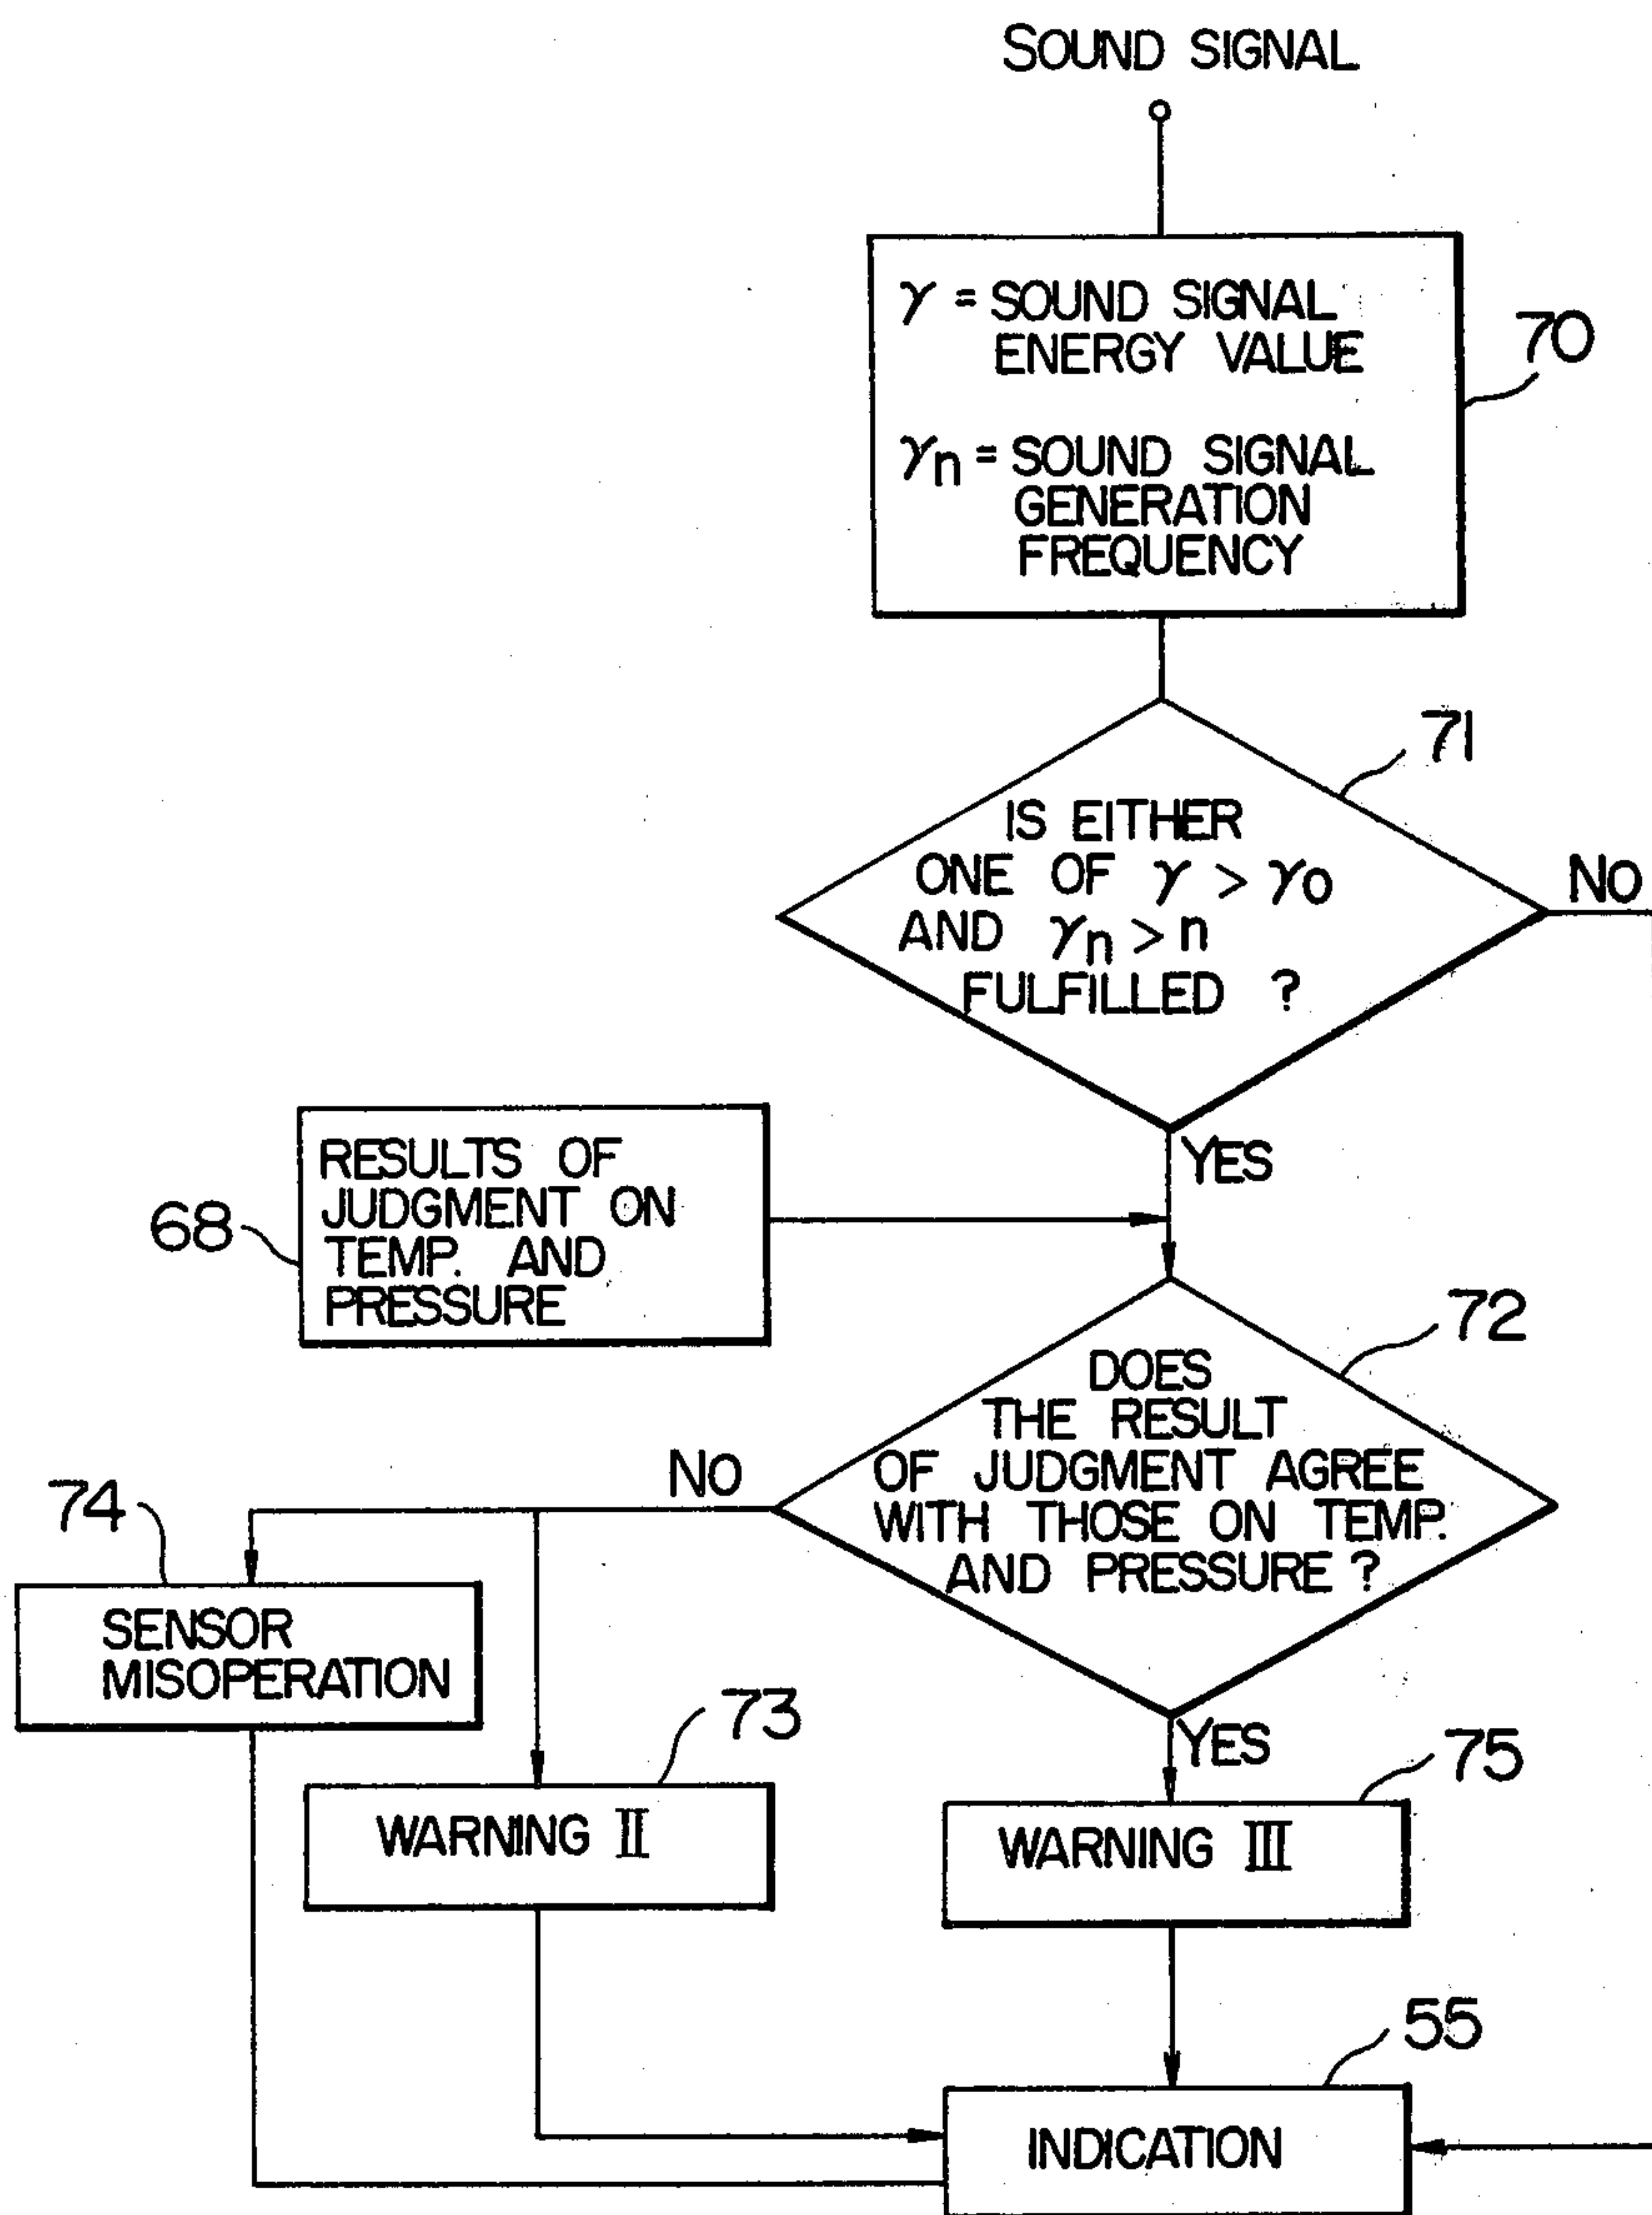 SOUND SIGNAL
γ = SOUND SIGNAL
ENERGY VALUE
70
γn = SOUND SIGNAL
GENERATION
FREQUENCY
71
IS EITHER
ONE OF γ > γ0
AND γn > n
FULFILLED ?
NO
YES
RESULTS OF
JUDGMENT ON
TEMP. AND
PRESSURE
68
72
DOES
THE RESULT
OF JUDGMENT AGREE
WITH THOSE ON TEMP.
AND PRESSURE ?
NO
74
SENSOR
MISOPERATION
73
YES
75
WARNING II
WARNING III
55
INDICATION